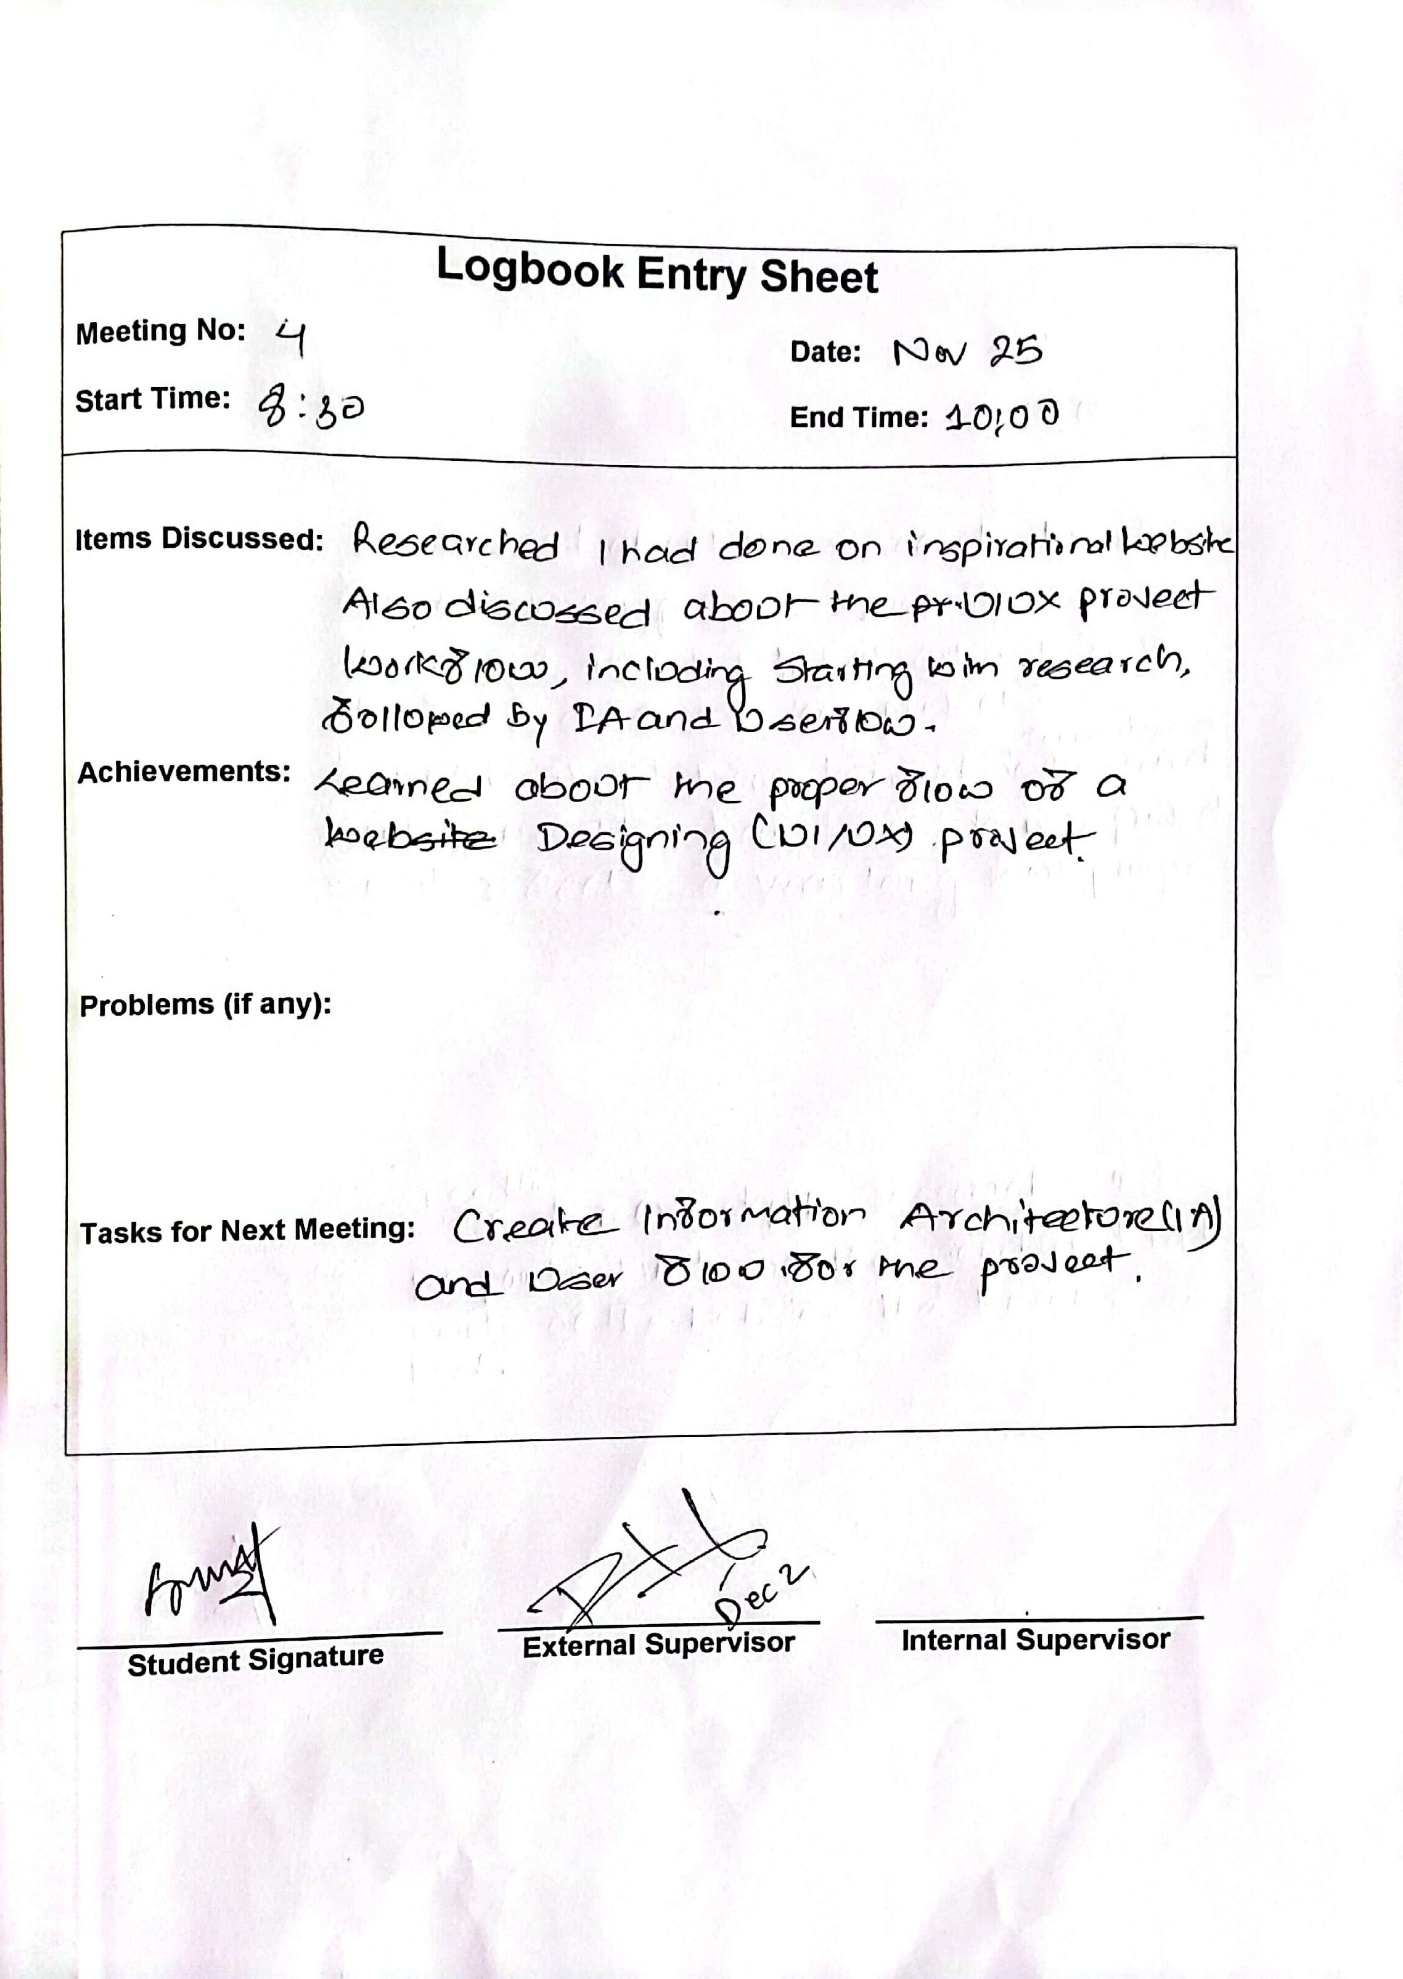 Logbook Entry Sheet
Meeting No: 4
Date: Nov 25
Start Time: 8:30
End Time: 10:00
Items Discussed: Researched I had done on inspirational website
Also discussed about the UIUX project
workflow, including starting with research,
followed by IA and Userflow.
Achievements: Learned about the proper flow of a
website Designing (UI/UX) project.
Problems (if any):
Tasks for Next Meeting: Create Information Architecture (IA)
and User flow for the project.
Dec 2
Student Signature
External Supervisor
Internal Supervisor